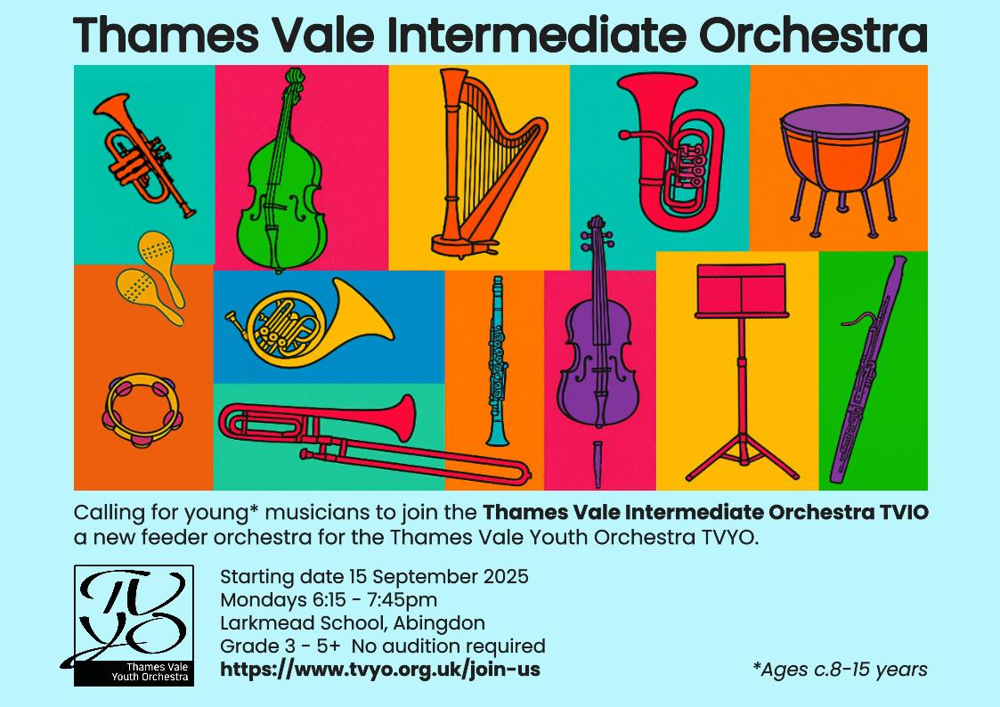 Thames Vale Intermediate Orchestra
Calling for young* musicians to join the Thames Vale Intermediate Orchestra TVIO
a new feeder orchestra for the Thames Vale Youth Orchestra TVYO.
TV
YO
Thames Vale
Youth Orchestra
Starting date 15 September 2025
Mondays 6:15 - 7:45pm
Larkmead School, Abingdon
Grade 3 - 5+ No audition required
https://www.tvyo.org.uk/join-us
*Ages c.8-15 years